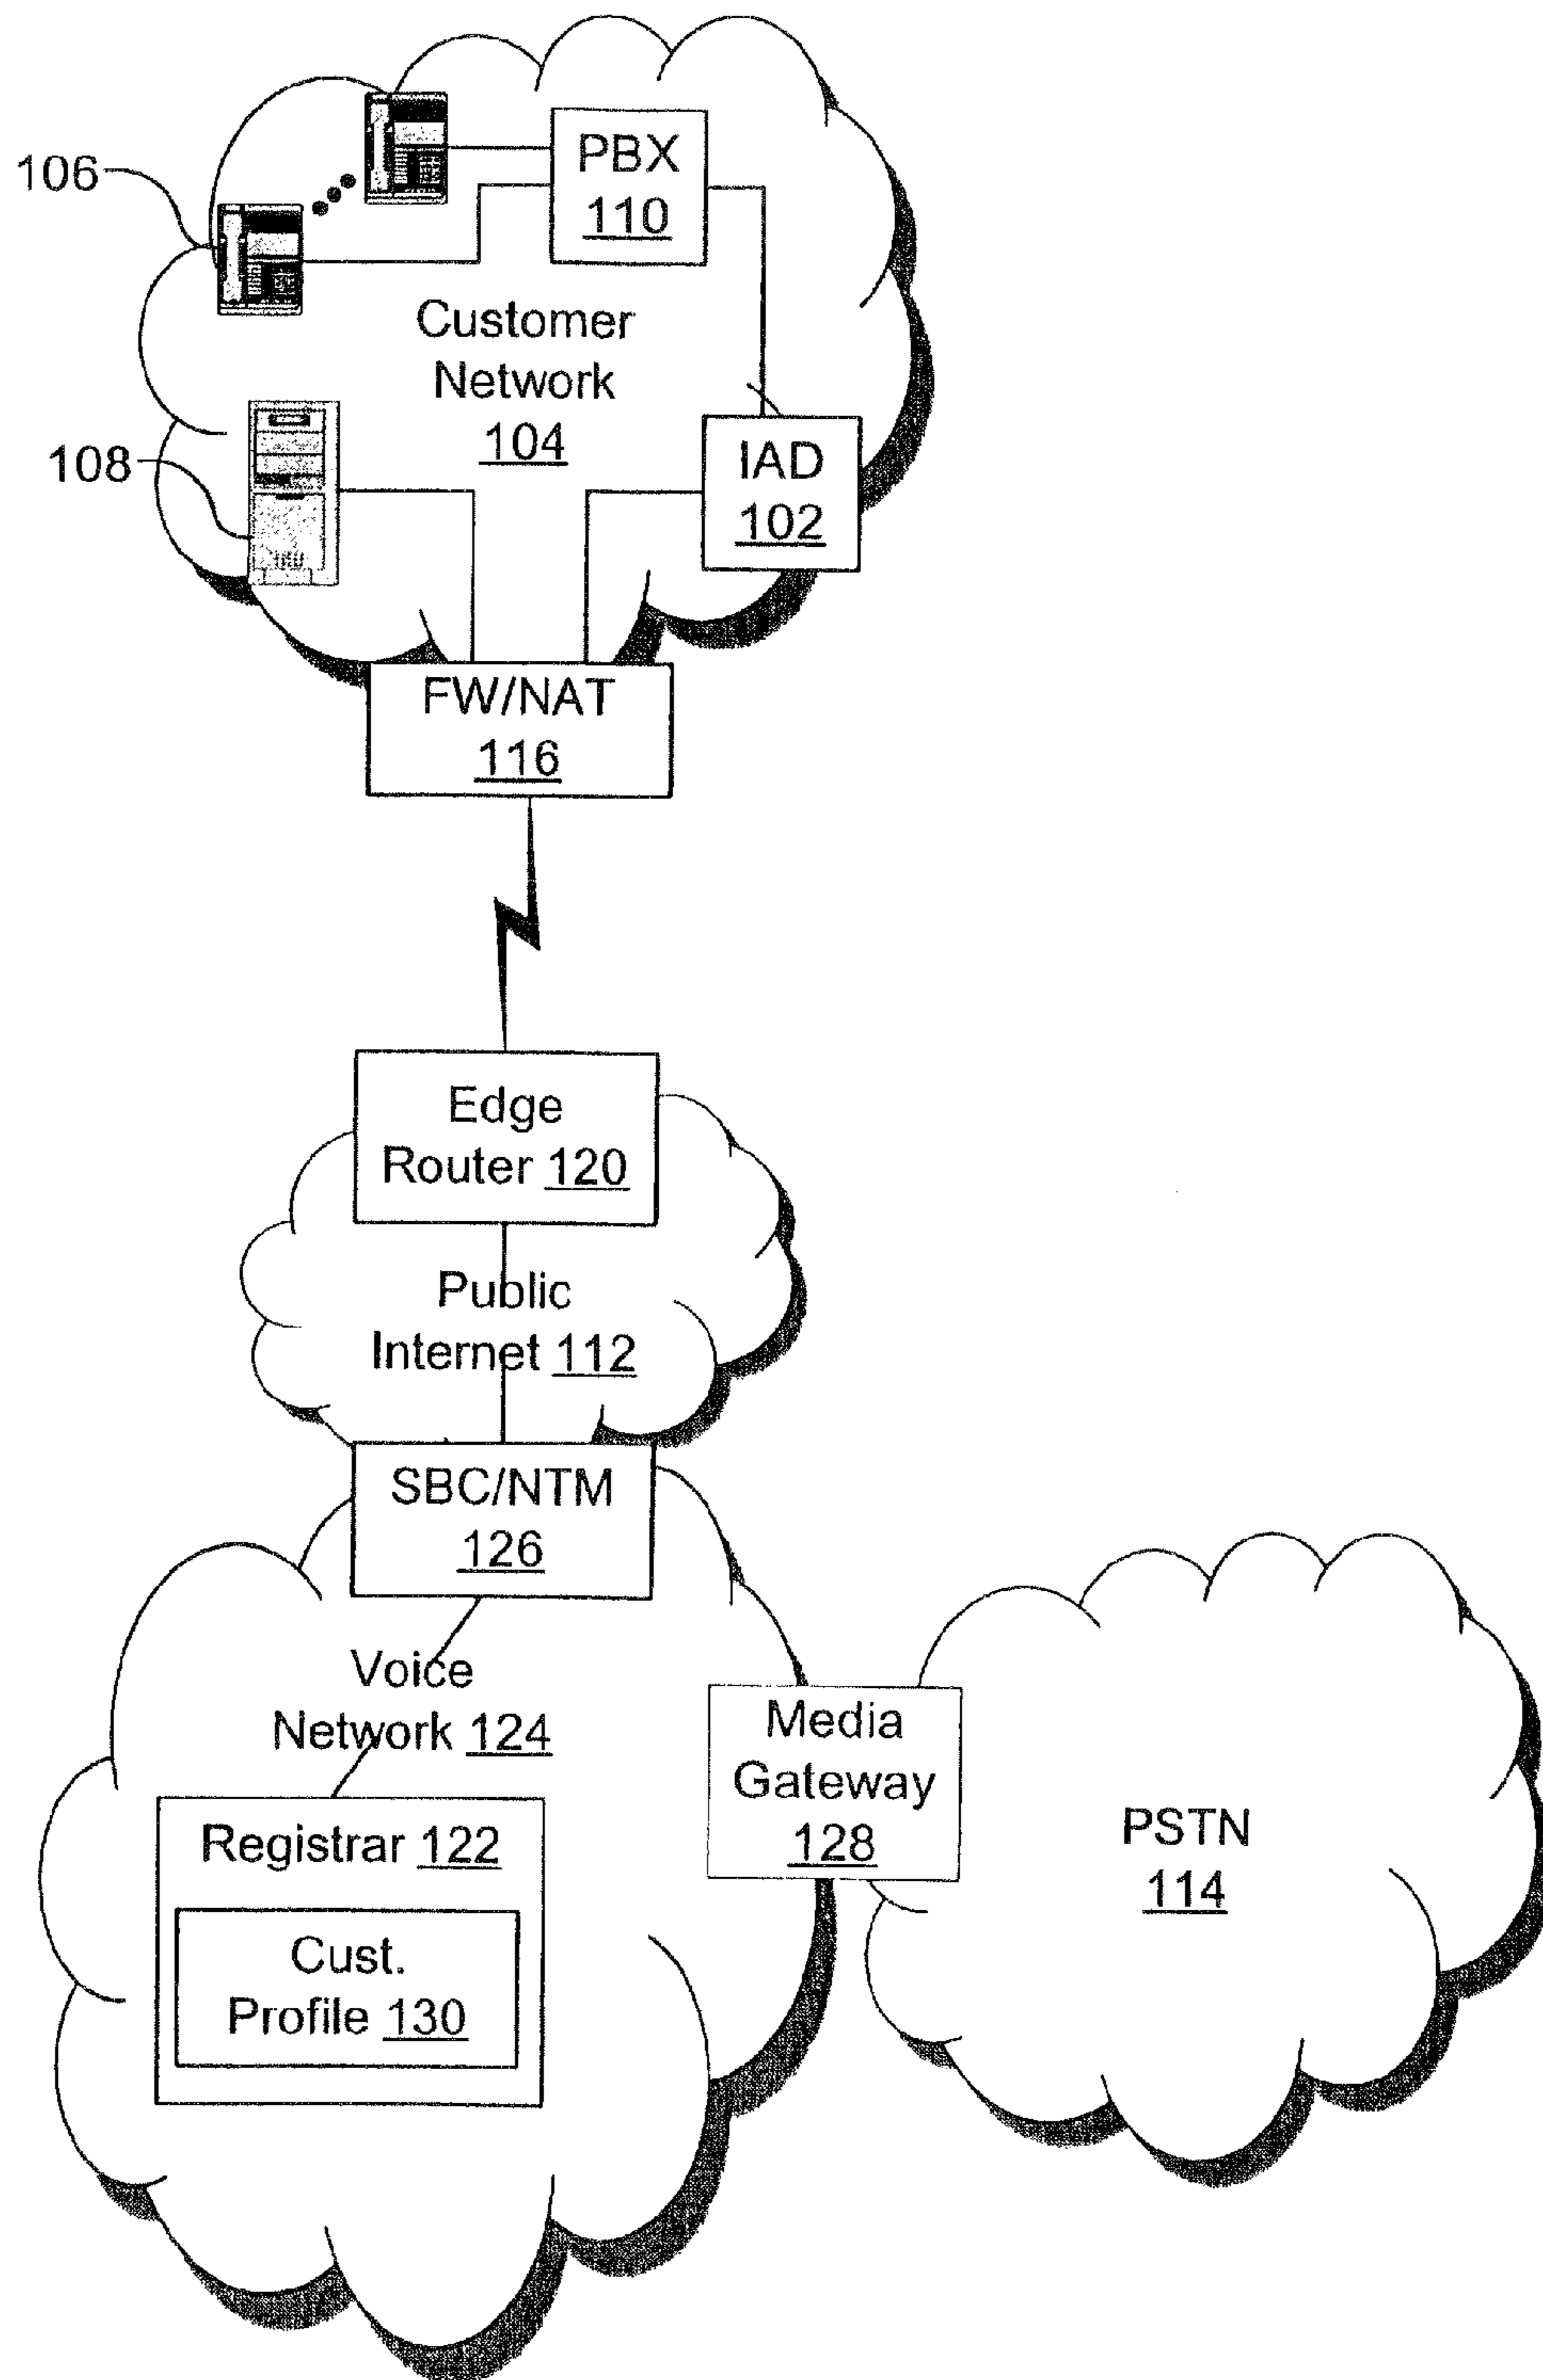 106
PBX
110
Customer
Network
104
108
IAD
102
FW/NAT
116
Edge
Router 120
Public
Internet 112
SBC/NTM
126
Voice
Network 124
Media
Gateway
128
PSTN
114
Registrar 122
Cust.
Profile 130